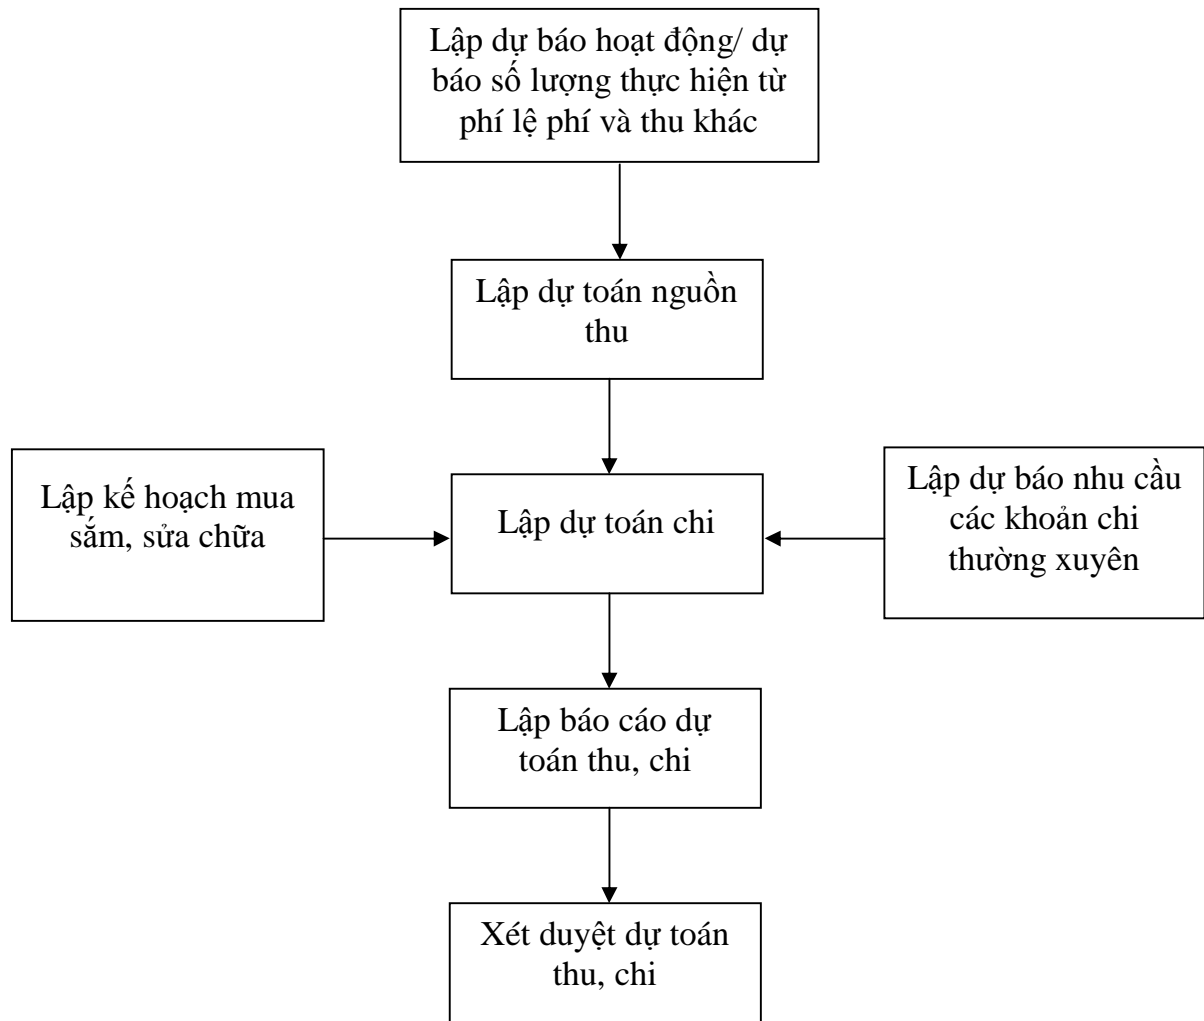 Lập dự báo hoạt động/ dự
báo số lượng thực hiện từ
phí lệ phí và thu khác
Lập dự toán nguồn
thu
Lập kế hoạch mua
sắm, sửa chữa
Lập dự toán chi
Lập dự báo nhu cầu
các khoản chi
thường xuyên
Lập báo cáo dự
toán thu, chi
Xét duyệt dự toán
thu, chi